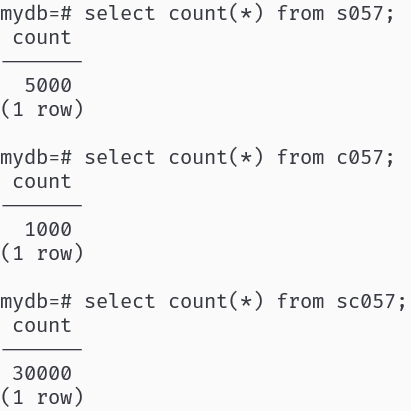 mydb=# select count(*) from s057;
 count
-------
  5000
(1 row)

mydb=# select count(*) from c057;
 count
-------
  1000
(1 row)

mydb=# select count(*) from sc057;
 count
-------
 30000
(1 row)